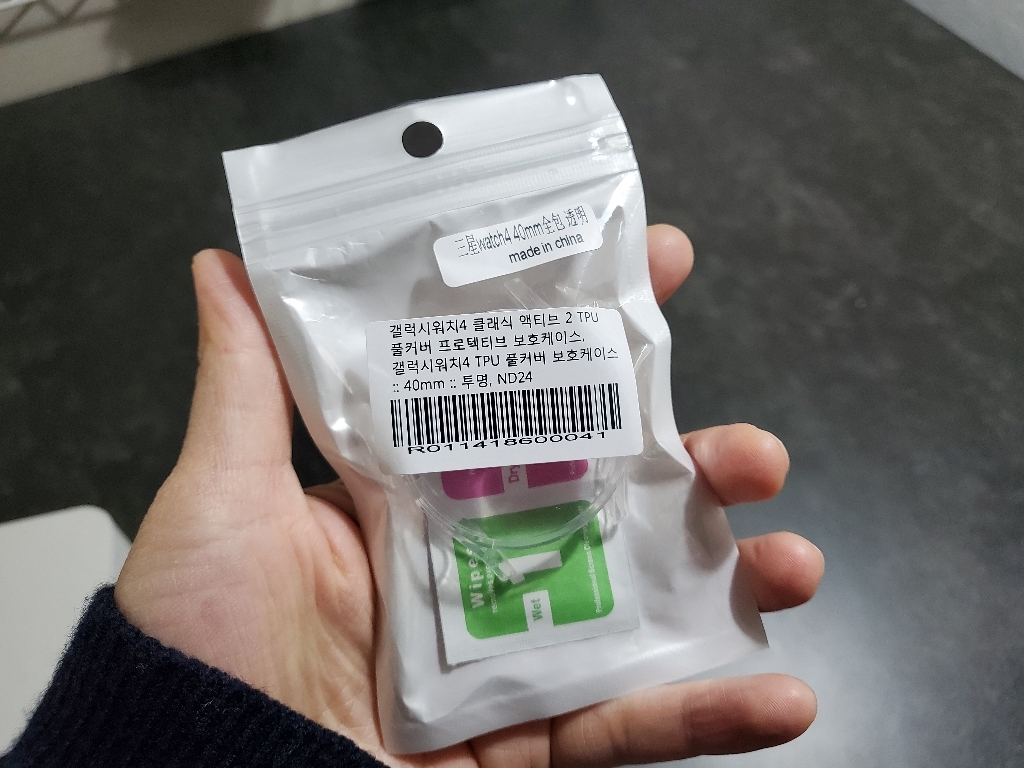 三星watch4 40mm全包 透明
made in china
갤럭시워치4 클래식 액티브 2 TPU
풀커버 프로텍티브 보호케이스,
갤럭시워치4 TPU 풀커버 보호케이스
:: 40mm :: 투명, ND24
R011418600041
Dry
Wipes
Wet